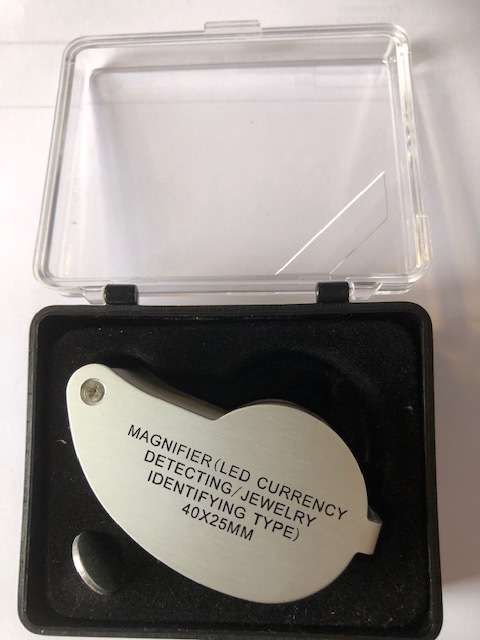 MAGNIFIER(LED CURRENCY
DETECTING/JEWELRY
IDENTIFYING TYPE)
40X25MM